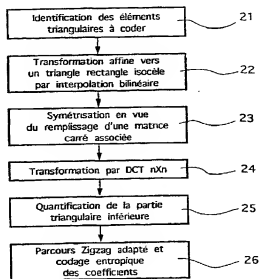 Identification des éléments
triangulaires à coder
21
Transformation affine vers
un triangle rectangle isocèle
par interpolation bilinéaire
22
Symétrisation en vue
du remplissage d'une matrice
carré associée
23
Transformation par DCT nXn
24
Quantification de la partie
triangulaire inférieure
25
Parcours Zigzag adapté et
codage entropique
des coefficients
26